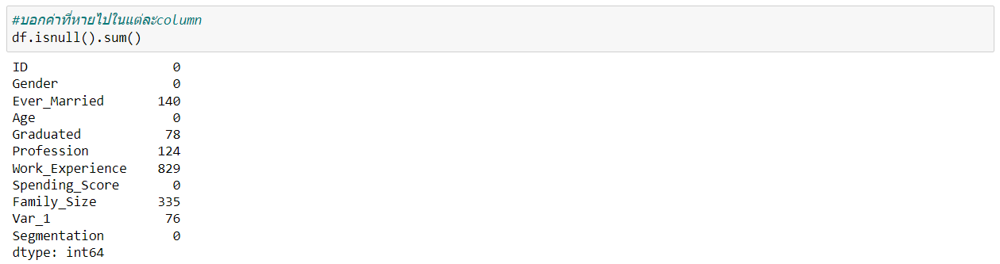 #บอกค่าที่หายไปในแต่ละcolumn
df.isnull().sum()
ID 0
Gender 0
Ever_Married 140
Age 0
Graduated 78
Profession 124
Work_Experience 829
Spending_Score 0
Family_Size 335
Var_1 76
Segmentation 0
dtype: int64